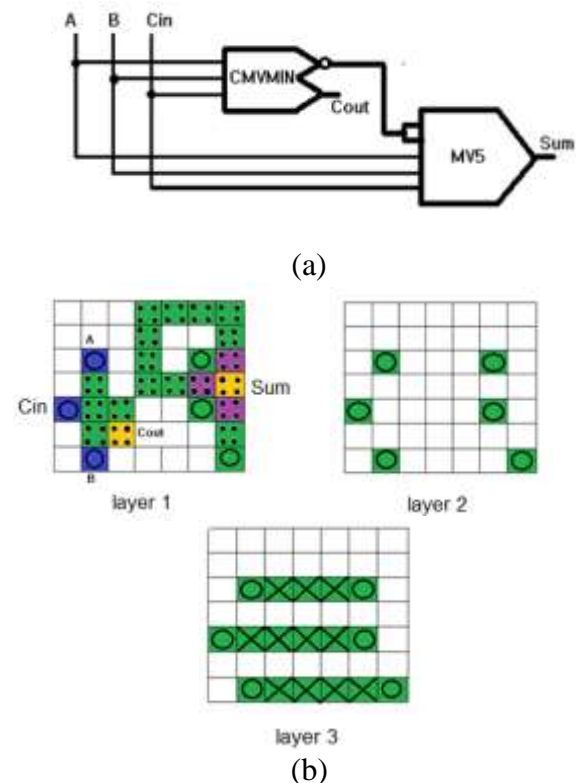 A B Cin
CMVMIN
Cout
MV5
Sum
(a)
A
Cin
Sum
Cout
B
layer 1
layer 2
layer 3
(b)